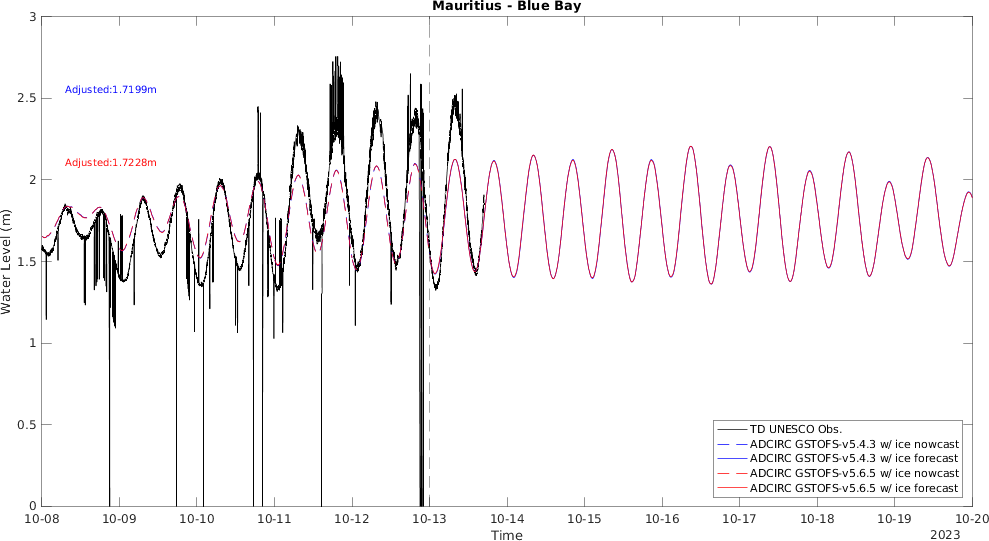 Mauritius - Blue Bay
3
2.5
2
1.5
1
0.5
0
Water Level (m)
Adjusted:1.7199m
Adjusted:1.7228m
TD UNESCO Obs.
ADCIRC GSTOFS-v5.4.3 w/ ice nowcast
ADCIRC GSTOFS-v5.4.3 w/ ice forecast
ADCIRC GSTOFS-v5.6.5 w/ ice nowcast
ADCIRC GSTOFS-v5.6.5 w/ ice forecast
10-08 10-09 10-10 10-11 10-12 10-13 10-14 10-15 10-16 10-17 10-18 10-19 10-20
Time
2023